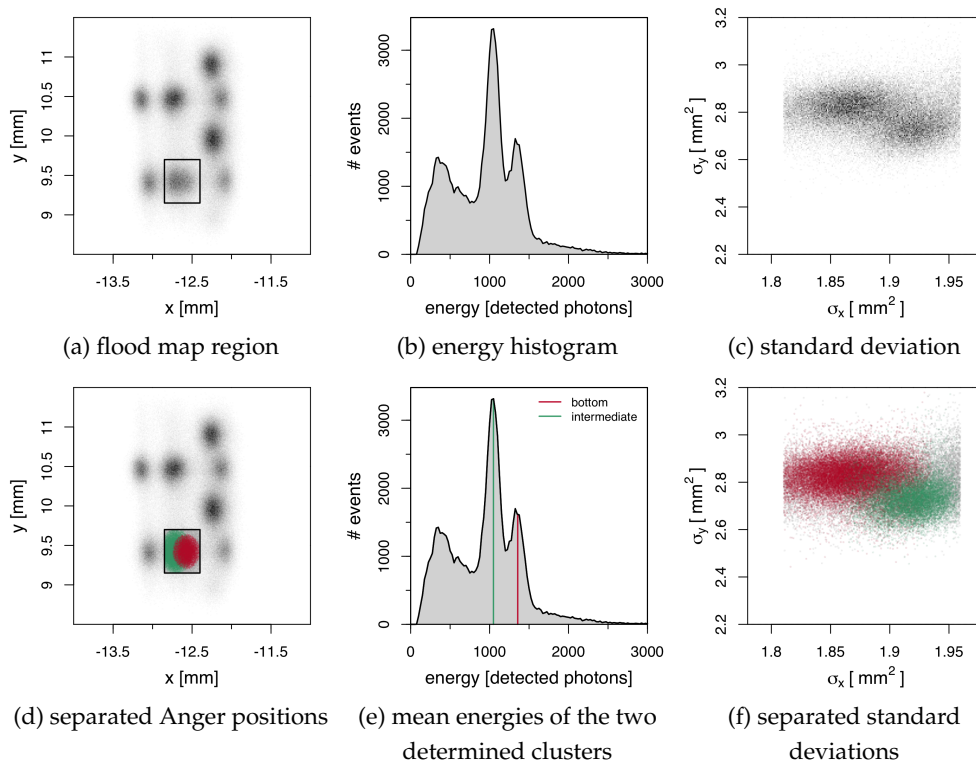 y [mm]
11
10.5
10
9.5
9
-13.5
-12.5
-11.5
x [mm]
(a) flood map region
# events
3000
2000
1000
0
0
1000
2000
3000
energy [detected photons]
(b) energy histogram
σy [ mm²]
3.2
3
2.8
2.6
2.4
2.2
1.8
1.85
1.9
1.95
σx [ mm²]
(c) standard deviation
y [mm]
11
10.5
10
9.5
9
-13.5
-12.5
-11.5
x [mm]
(d) separated Anger positions
# events
3000
2000
1000
0
bottom
intermediate
0
1000
2000
3000
energy [detected photons]
(e) mean energies of the two
determined clusters
σy [ mm²]
3.2
3
2.8
2.6
2.4
2.2
1.8
1.85
1.9
1.95
σx [ mm²]
(f) separated standard
deviations